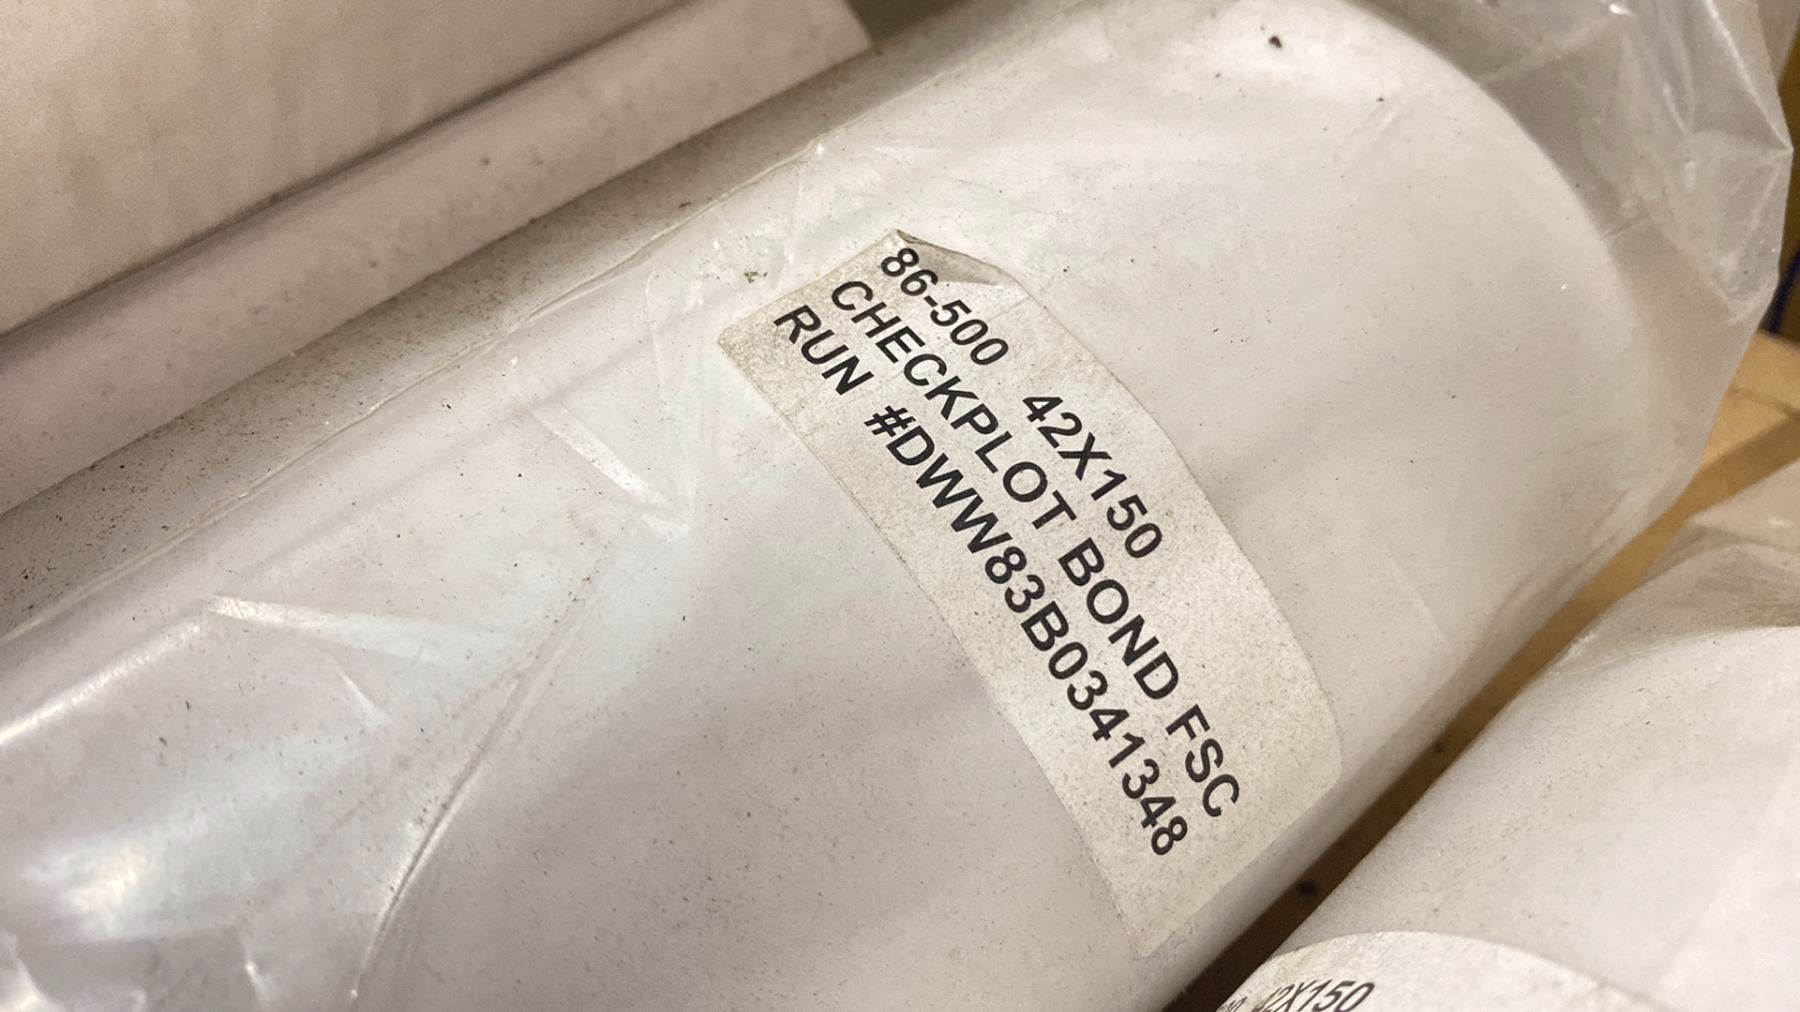 86-500 42X150
CHECKPLOT BOND FSC
RUN #DWW83B0341348
42X150